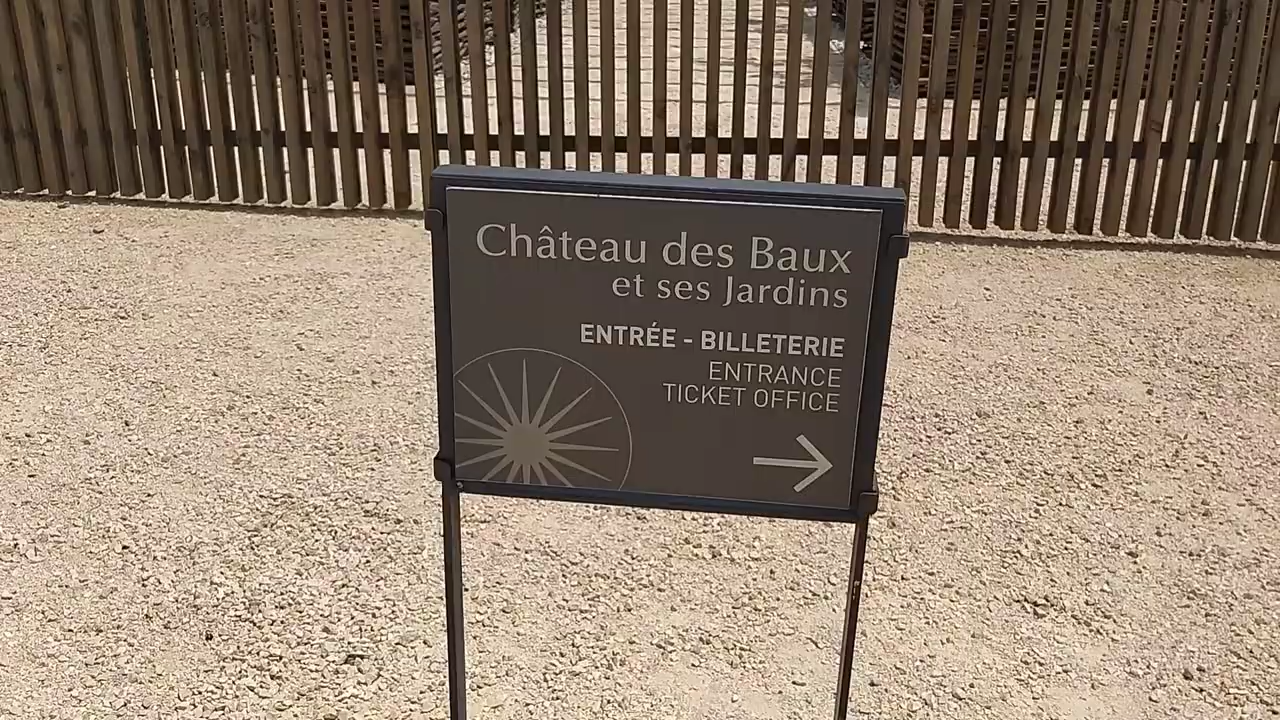 Château des Baux
et ses Jardins
ENTRÉE - BILLETERIE
ENTRANCE
TICKET OFFICE